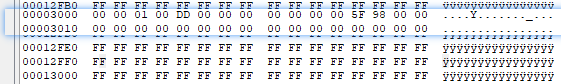 00012FB0 FF FF FF FF FF FF FF FF FF FF FF FF FF FF FF FF ÿÿÿÿÿÿÿÿÿÿÿÿÿÿÿÿ
00003000 00 00 01 00 DD 00 00 00 00 00 00 00 5F 98 00 00 ....Ý......._...
00003010 00 00 00 00 00 00 00 00 00 00 00 00 00 00 00 00
00012FE0 FF FF FF FF FF FF FF FF FF FF FF FF FF FF FF FF ÿÿÿÿÿÿÿÿÿÿÿÿÿÿÿÿ
00012FF0 FF FF FF FF FF FF FF FF FF FF FF FF FF FF FF FF ÿÿÿÿÿÿÿÿÿÿÿÿÿÿÿÿ
00013000 FF FF FF FF FF FF FF FF FF FF FF FF FF FF FF FF ÿÿÿÿÿÿÿÿÿÿÿÿÿÿÿÿ